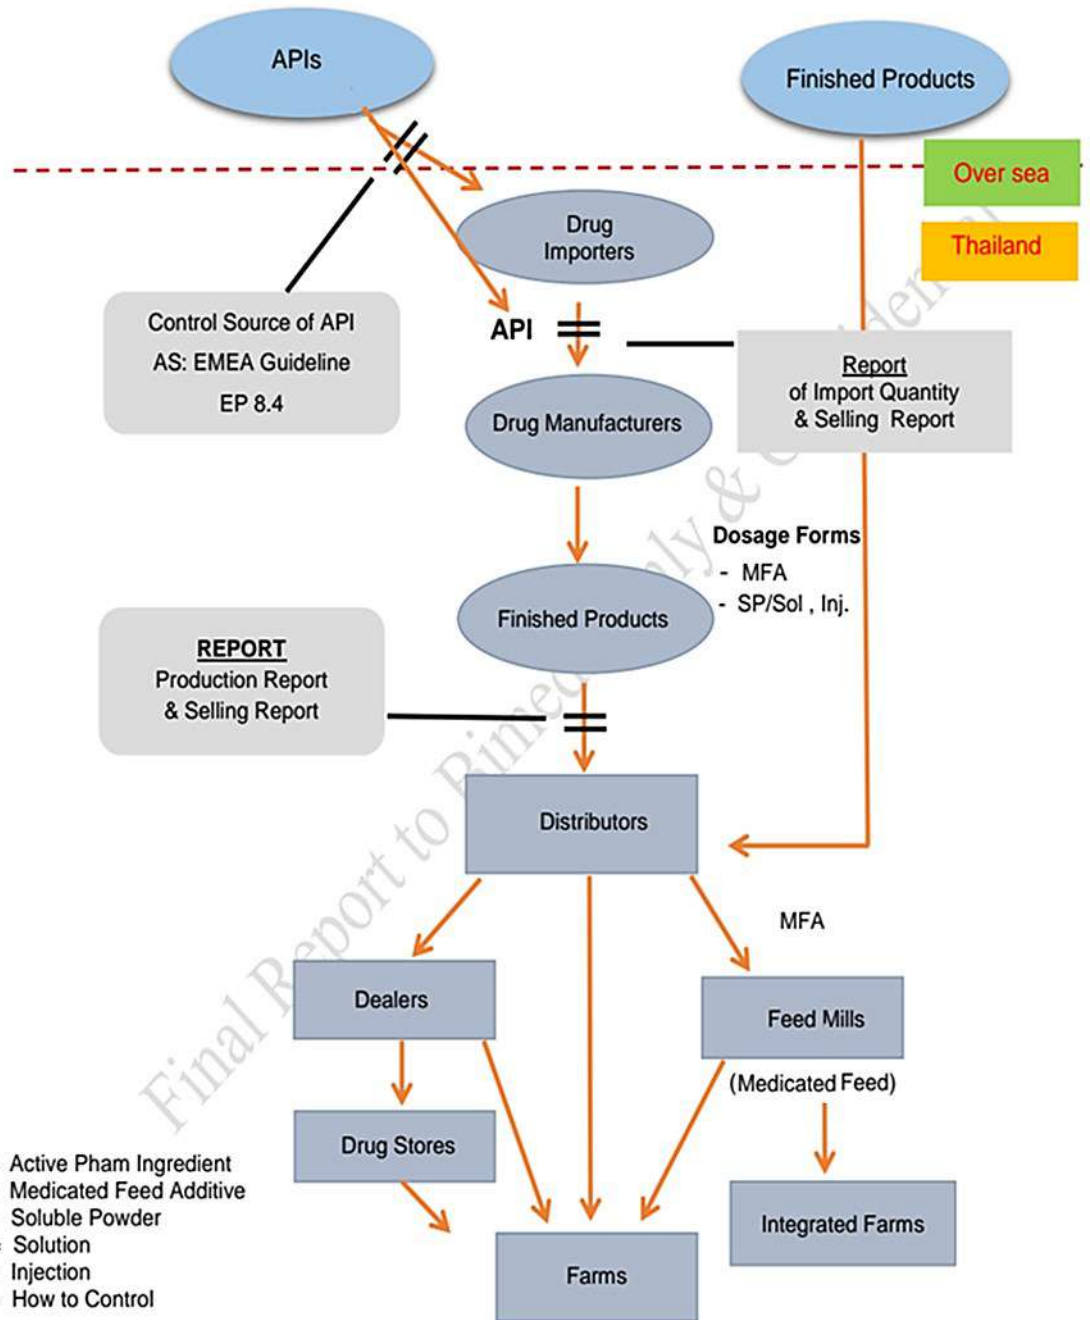 APIs
Finished Products
Over sea
Thailand
Drug
Importers
Control Source of API
AS: EMEA Guideline
EP 8.4
API
Report
of Import Quantity
& Selling Report
Drug Manufacturers
Dosage Forms
- MFA
- SP/Sol , Inj.
Finished Products
REPORT
Production Report
& Selling Report
Distributors
MFA
Dealers
Feed Mills
(Medicated Feed)
Drug Stores
Integrated Farms
Farms
Active Pham Ingredient
Medicated Feed Additive
Soluble Powder
Solution
Injection
How to Control
Final Report to only &